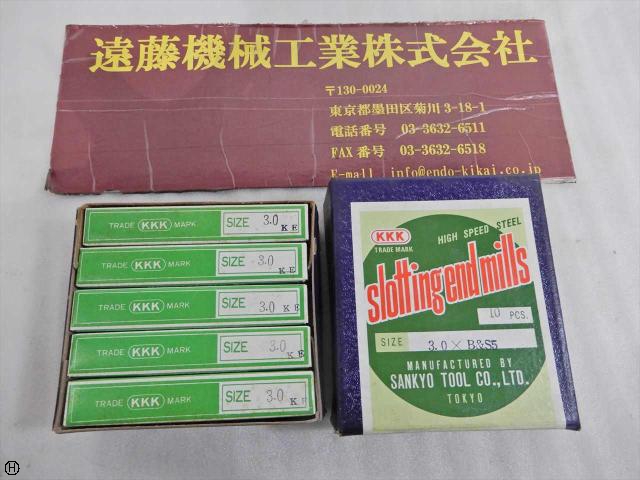 遠藤機械工業株式会社
〒130-0024
東京都墨田区菊川3-18-1
電話番号 03-3632-6511
FAX番号 03-3632-6518
E-mail info@endo-kikai.co.jp
TRADE KKK MARK SIZE 3.0 KE
TRADE KKK MARK SIZE 3.0 KE
TRADE KKK MARK SIZE 3.0 KE
TRADE KKK MARK SIZE 3.0 KE
TRADE KKK MARK SIZE 3.0 KE
KKK
TRADE MARK
HIGH SPEED STEEL
slotting end mills
10 PCS.
SIZE 3.0 × B&S5
MANUFACTURED BY
SANKYO TOOL CO., LTD.
TOKYO
H